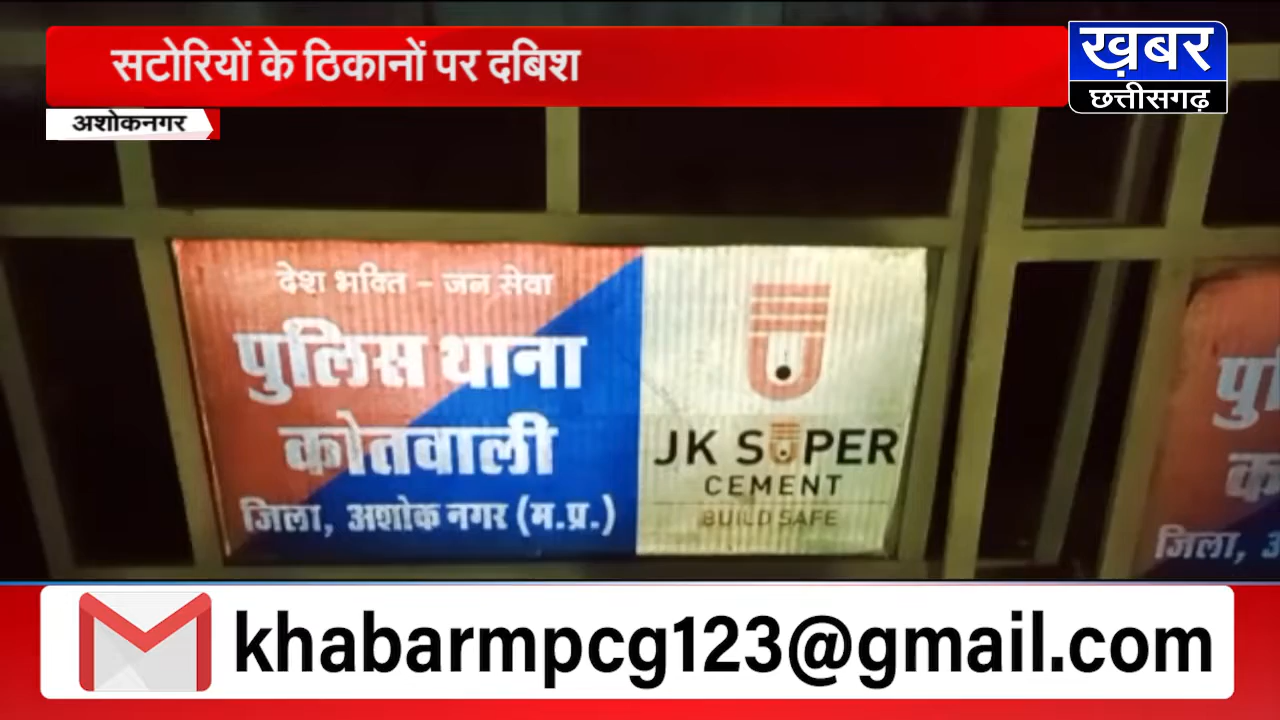 सटोरियों के ठिकानों पर दबिश
ख़बर
छत्तीसगढ़
अशोकनगर
देश भक्ति - जन सेवा
पुलिस थाना
कोतवाली
जिला, अशोक नगर (म.प्र.)
JK SUPER
CEMENT
BUILD SAFE
जिला,
khabarmpcg123@gmail.com